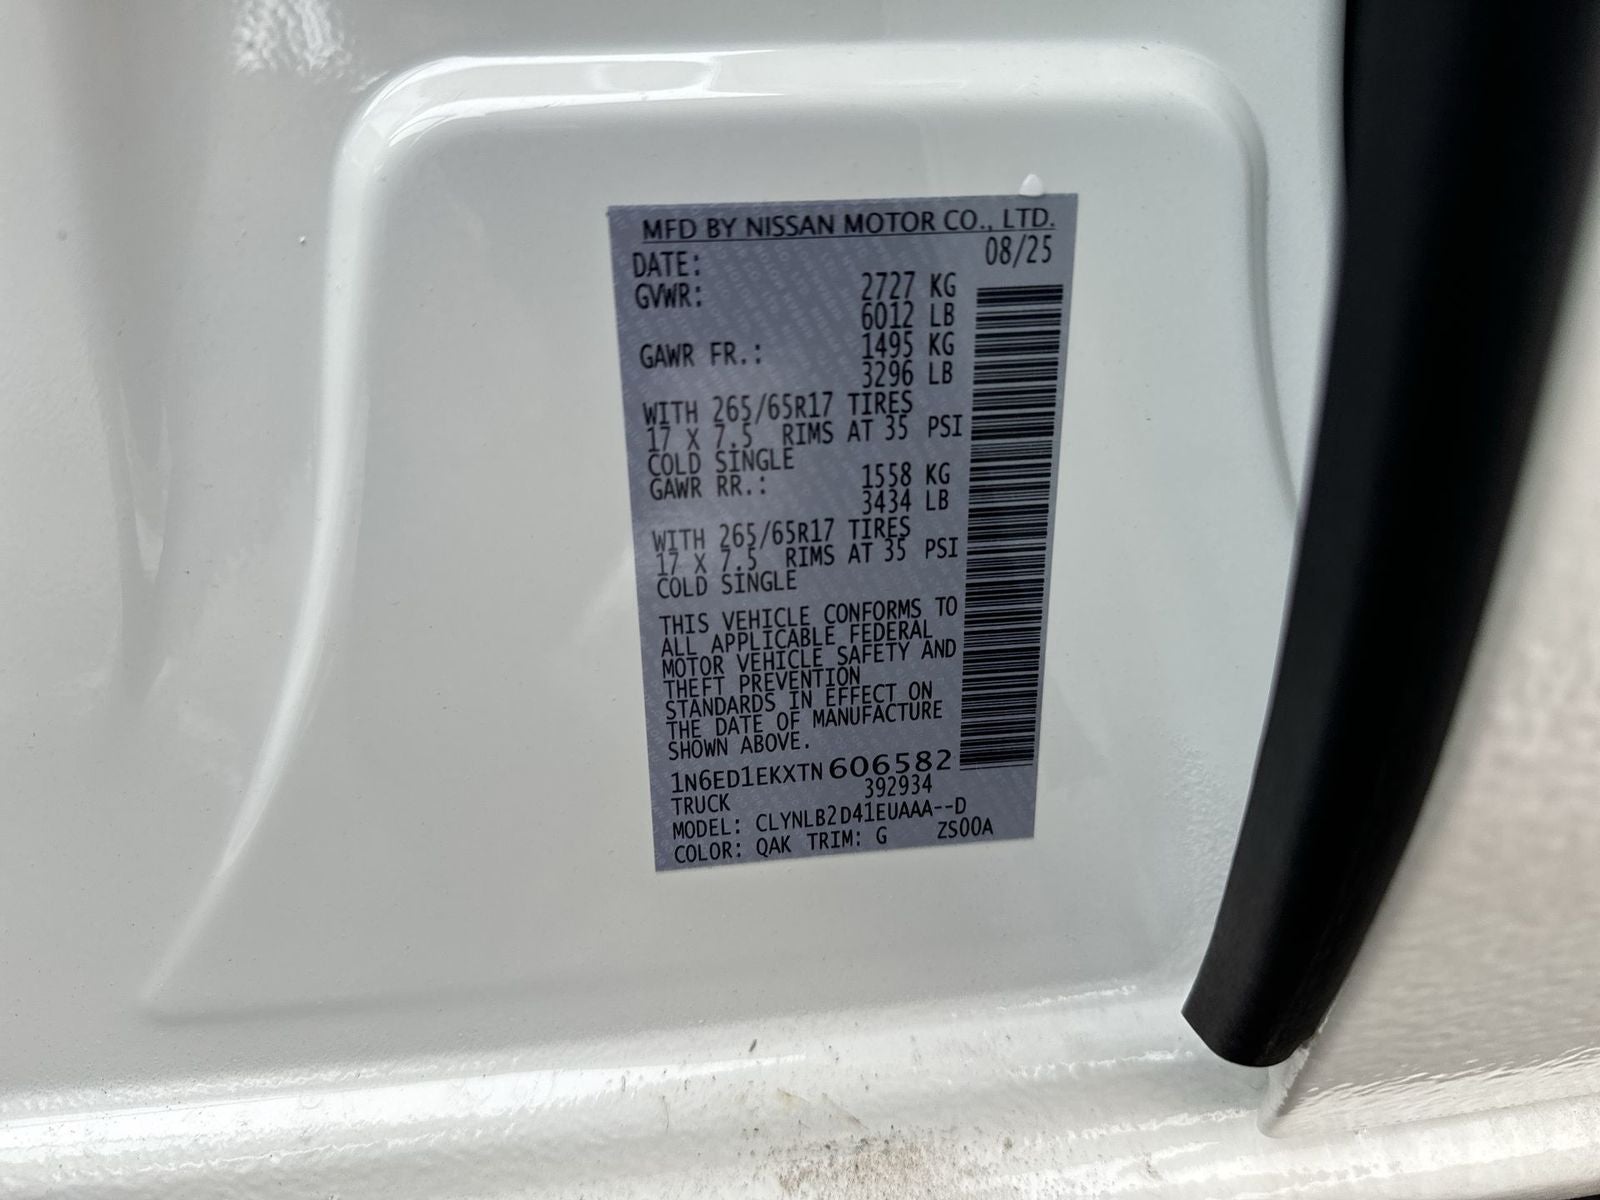 MFD BY NISSAN MOTOR CO., LTD.
DATE: 08/25
GVWR: 2727 KG
6012 LB
GAWR FR.: 1495 KG
3296 LB
WITH 265/65R17 TIRES
17 X 7.5 RIMS AT 35 PSI
COLD SINGLE
GAWR RR.: 1558 KG
3434 LB
WITH 265/65R17 TIRES
17 X 7.5 RIMS AT 35 PSI
COLD SINGLE
THIS VEHICLE CONFORMS TO
ALL APPLICABLE FEDERAL
MOTOR VEHICLE SAFETY AND
THEFT PREVENTION
STANDARDS IN EFFECT ON
THE DATE OF MANUFACTURE
SHOWN ABOVE.
1N6ED1EKXTN606582
TRUCK 392934
MODEL: CLYNLB2D41EUAAA--D
COLOR: QAK TRIM: G ZS00A